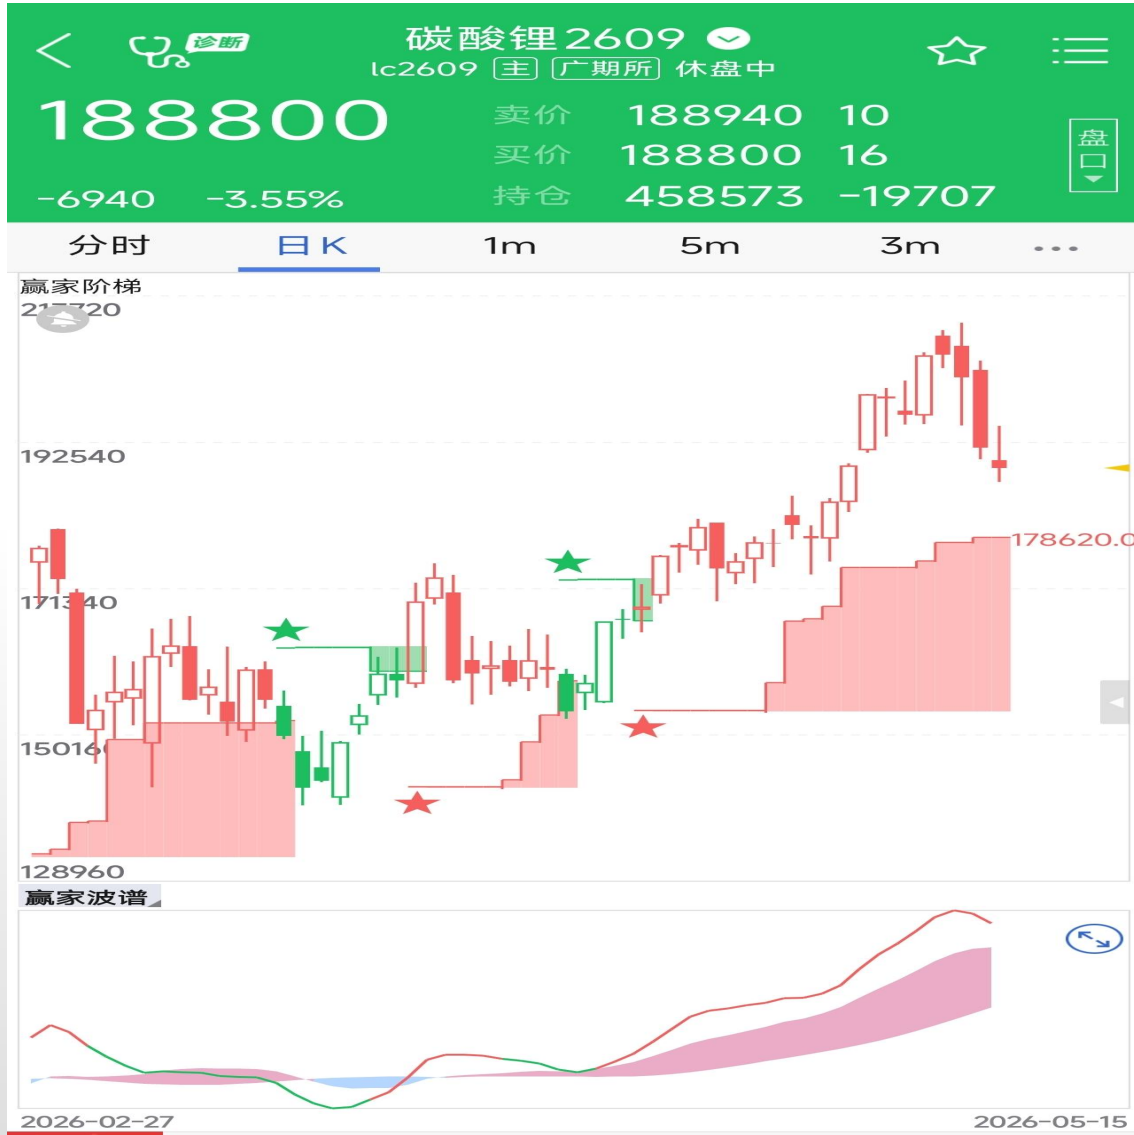 诊断
碳酸锂2609
lc2609 主 广期所 休盘中
188800
-6940 -3.55%
卖价 188940 10
买价 188800 16
持仓 458573 -19707
盘口
分时 日K 1m 5m 3m
赢家阶梯
192540
178620.0
171340
128960
赢家波谱
2026-02-27 2026-05-15